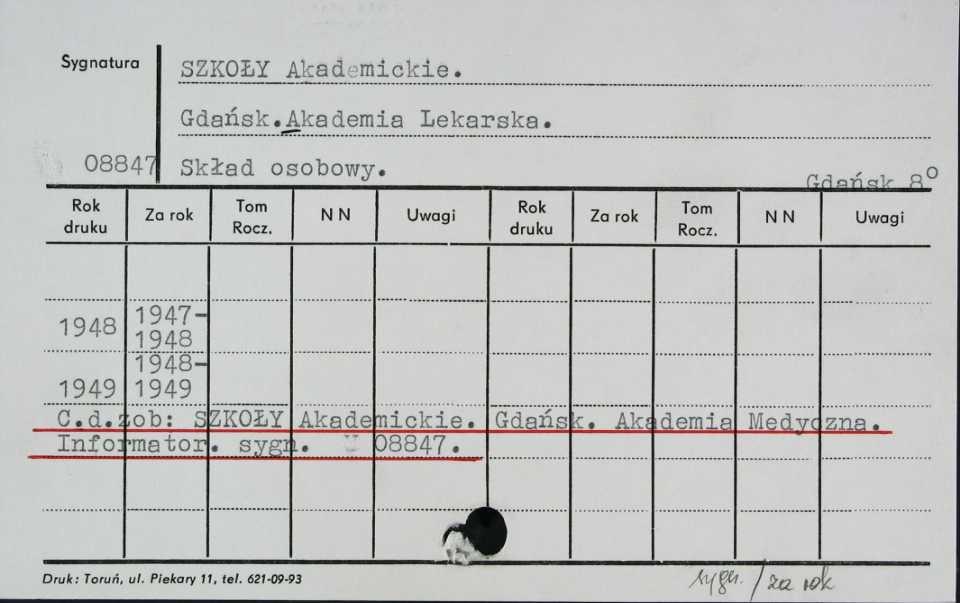 Sygnatura
SZKOŁY Akademickie.
Gdańsk.Akademia Lekarska.
08847 Skład osobowy.
Gdańsk 8°
Rok druku Za rok Tom Rocz. N N Uwagi Rok druku Za rok Tom Rocz. N N Uwagi
1948 1947-1948
1949 1948-1949
C.d.zob: SZKOŁY Akademickie. Gdańsk. Akademia Medyczna.
Informator. sygn. 08847.
Druk: Toruń, ul. Piekary 11, tel. 621-09-93
sygn. / za rok